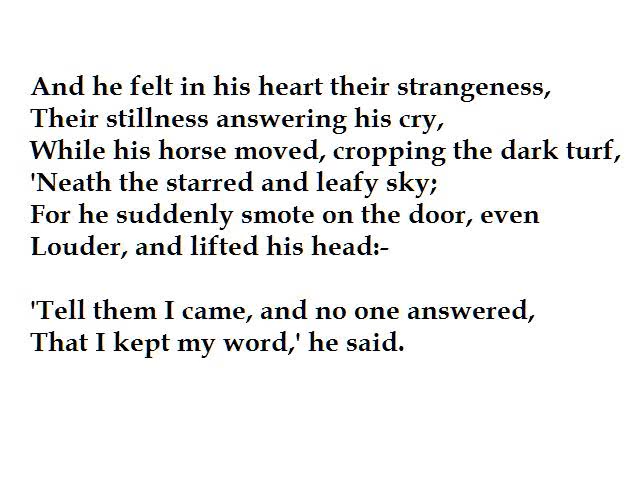 And he felt in his heart their strangeness,
Their stillness answering his cry,
While his horse moved, cropping the dark turf,
'Neath the starred and leafy sky;
For he suddenly smote on the door, even
Louder, and lifted his head:-
'Tell them I came, and no one answered,
That I kept my word,' he said.